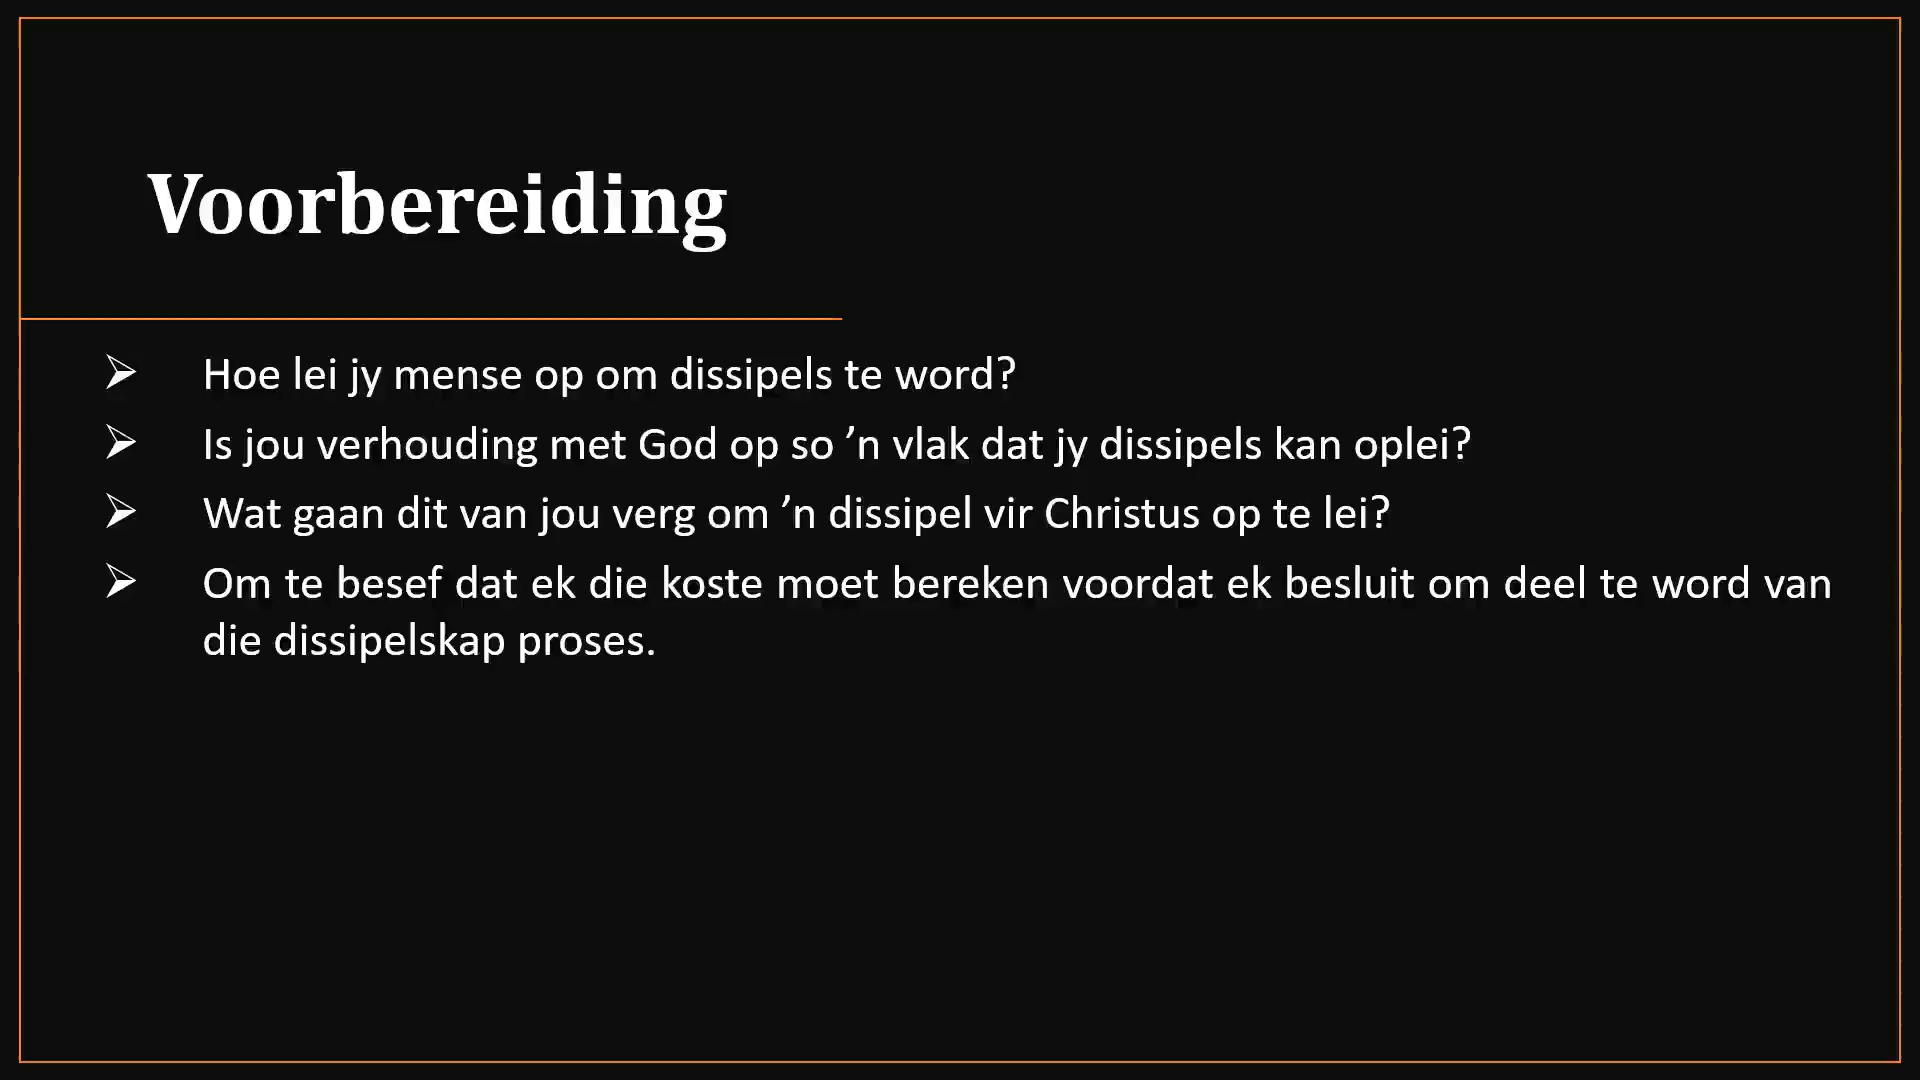 Voorbereiding
Hoe lei jy mense op om dissipels te word?
Is jou verhouding met God op so ’n vlak dat jy dissipels kan oplei?
Wat gaan dit van jou verg om ’n dissipel vir Christus op te lei?
Om te besef dat ek die koste moet bereken voordat ek besluit om deel te word van
die dissipelskap proses.